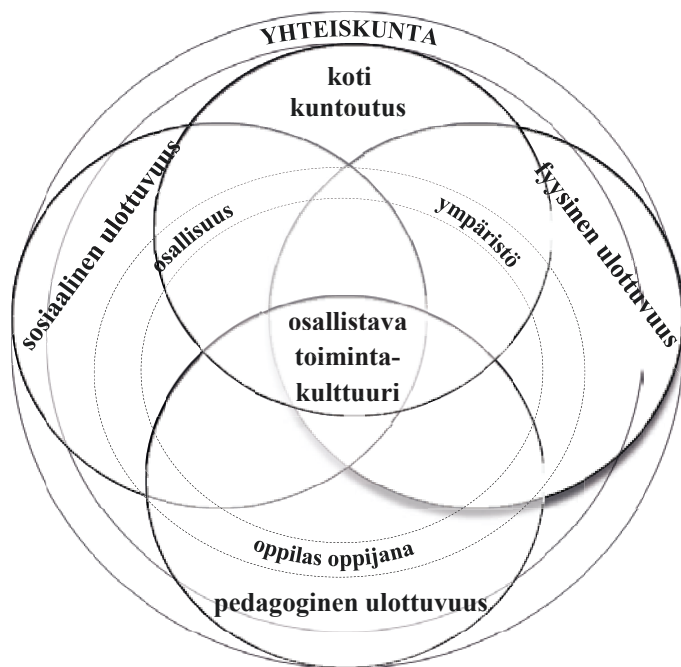 YHTEISKUNTA
koti
kuntoutus
sosiaalinen ulottuvuus
fyysinen ulottuvuus
osallisuus
ympäristö
osallistava
toiminta-
kulttuuri
oppilas oppijana
pedagoginen ulottuvuus